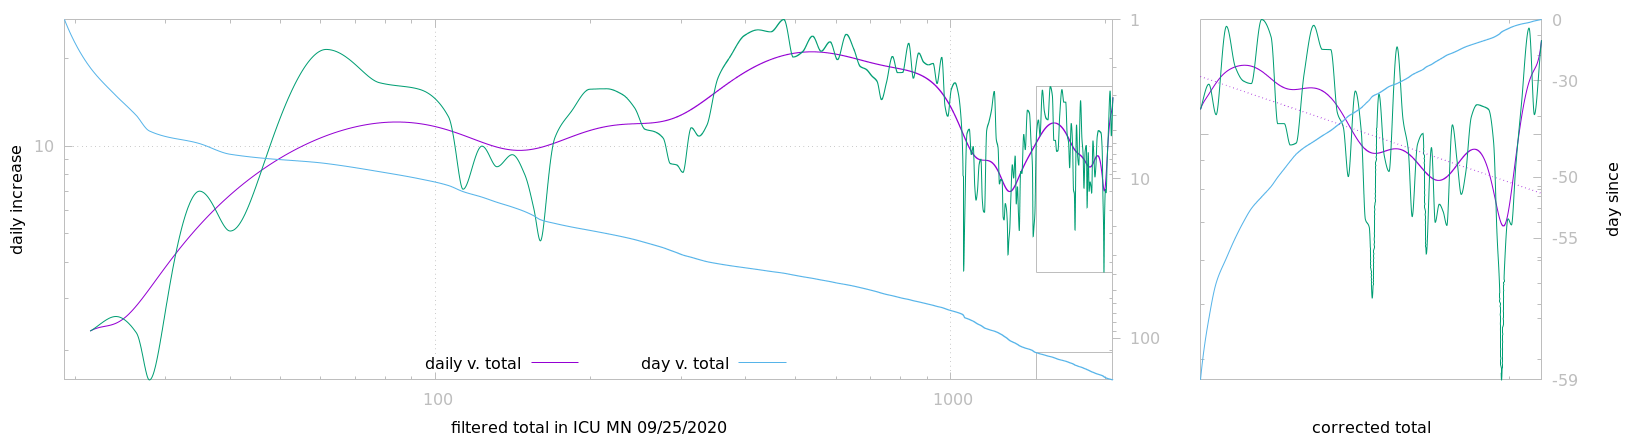 daily increase
10
daily v. total
day v. total
100
1000
filtered total in ICU MN 09/25/2020
1
10
100
day since
0
-30
-50
-55
-59
corrected total